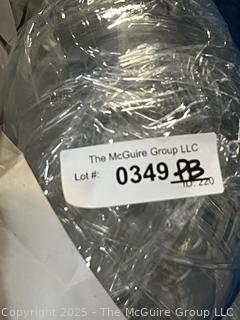 The McGuire Group LLC
Lot #: 0349 PB
ID: 220
Copyright 2025 - The McGuire Group LLC